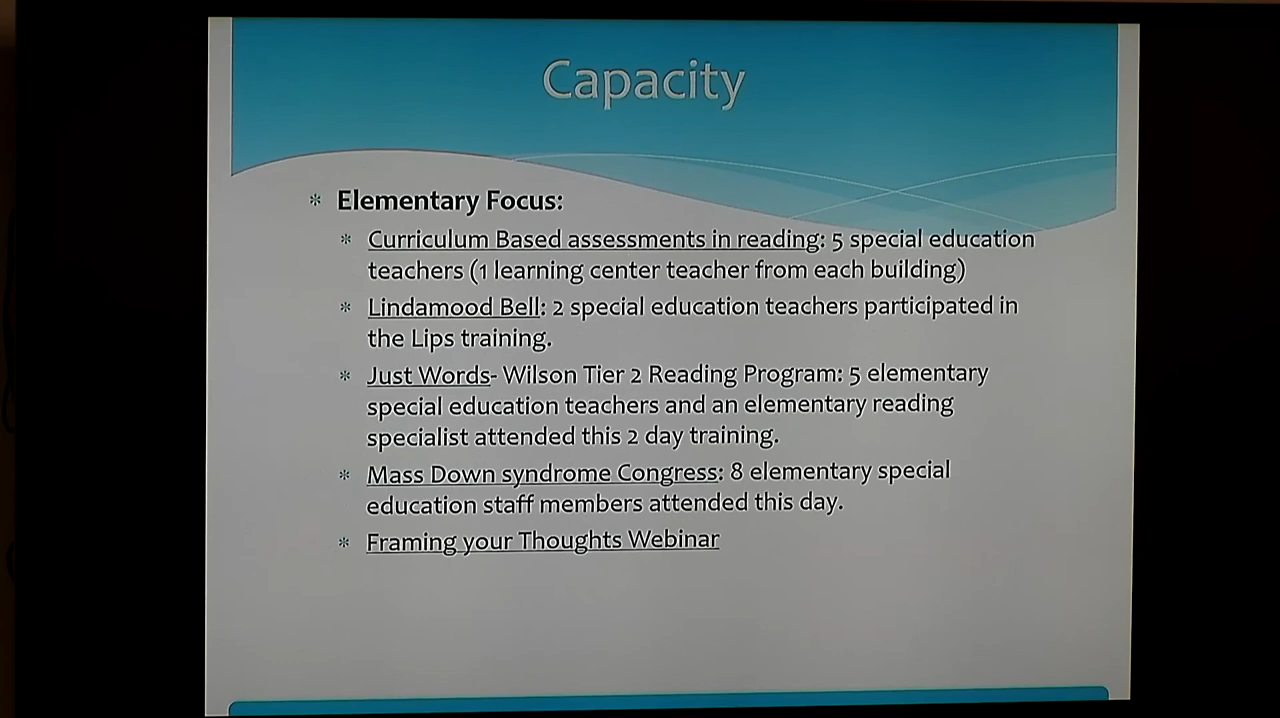 Capacity
* Elementary Focus:
* Curriculum Based assessments in reading: 5 special education
teachers (1 learning center teacher from each building)
* Lindamood Bell: 2 special education teachers participated in
the Lips training.
* Just Words- Wilson Tier 2 Reading Program: 5 elementary
special education teachers and an elementary reading
specialist attended this 2 day training.
* Mass Down syndrome Congress: 8 elementary special
education staff members attended this day.
* Framing your Thoughts Webinar